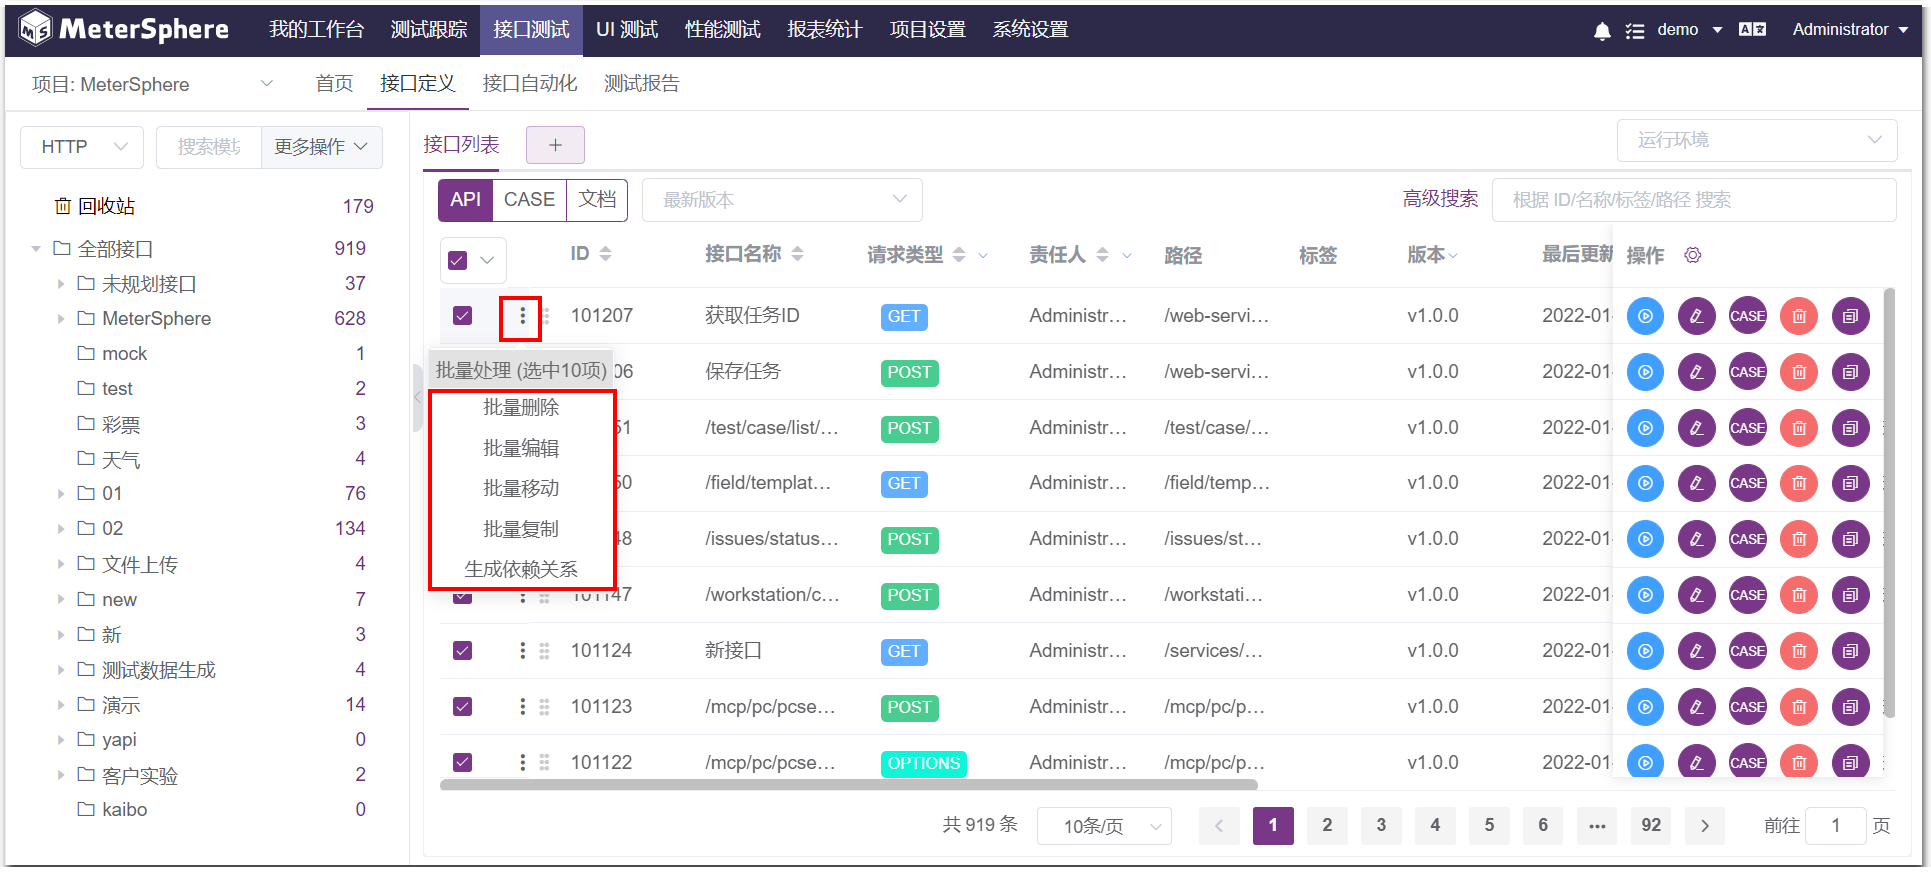 MeterSphere 我的工作台 测试跟踪 接口测试 UI 测试 性能测试 报表统计 项目设置 系统设置 demo Administrator
项目: MeterSphere 首页 接口定义 接口自动化 测试报告
HTTP 搜索模块 更多操作
回收站 179
全部接口 919
未规划接口 37
MeterSphere 628
mock 1
test 2
彩票 3
天气 4
01 76
02 134
文件上传 4
new 7
新 3
测试数据生成 4
演示 14
yapi 0
客户实验 2
kaibo 0
接口列表 + 运行环境
API CASE 文档 最新版本 高级搜索 根据 ID/名称/标签/路径 搜索
ID 接口名称 请求类型 责任人 路径 标签 版本 最后更新 操作
101207 获取任务ID GET Administr... /web-servi... v1.0.0 2022-01 CASE
批量处理 (选中10项) 06 保存任务 POST Administr... /web-servi... v1.0.0 2022-01 CASE
批量删除
批量编辑
批量移动
批量复制
生成依赖关系
51 /test/case/list/... POST Administr... /test/case/... v1.0.0 2022-01 CASE
50 /field/templat... GET Administr... /field/temp... v1.0.0 2022-01 CASE
48 /issues/status... POST Administr... /issues/st... v1.0.0 2022-01 CASE
101147 /workstation/c... POST Administr... /workstati... v1.0.0 2022-01 CASE
101124 新接口 GET Administr... /services/... v1.0.0 2022-01 CASE
101123 /mcp/pc/pcse... POST Administr... /mcp/pc/p... v1.0.0 2022-01 CASE
101122 /mcp/pc/pcse... OPTIONS Administr... /mcp/pc/p... v1.0.0 2022-01 CASE
共 919 条 10条/页 1 2 3 4 5 6 ... 92 前往 1 页